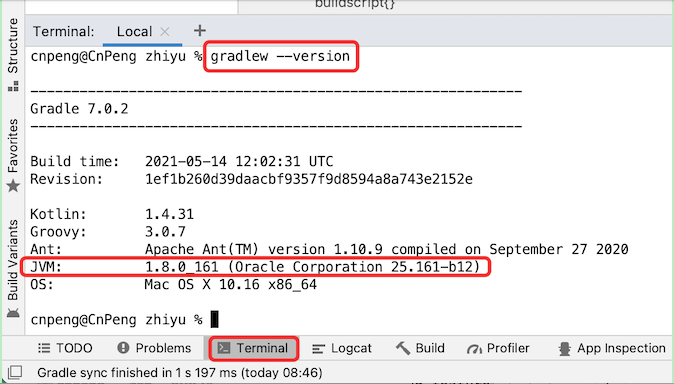 buildscript{}
Terminal: Local × +
cnpeng@CnPeng zhiyu % gradlew --version
------------------------------------------------------------
Gradle 7.0.2
------------------------------------------------------------
Build time: 2021-05-14 12:02:31 UTC
Revision: 1ef1b260d39daacbf9357f9d8594a8a743e2152e
Kotlin: 1.4.31
Groovy: 3.0.7
Ant: Apache Ant(TM) version 1.10.9 compiled on September 27 2020
JVM: 1.8.0_161 (Oracle Corporation 25.161-b12)
OS: Mac OS X 10.16 x86_64
cnpeng@CnPeng zhiyu %
Structure
Favorites
Build Variants
TODO Problems Terminal Logcat Build Profiler App Inspection
Gradle sync finished in 1 s 197 ms (today 08:46)